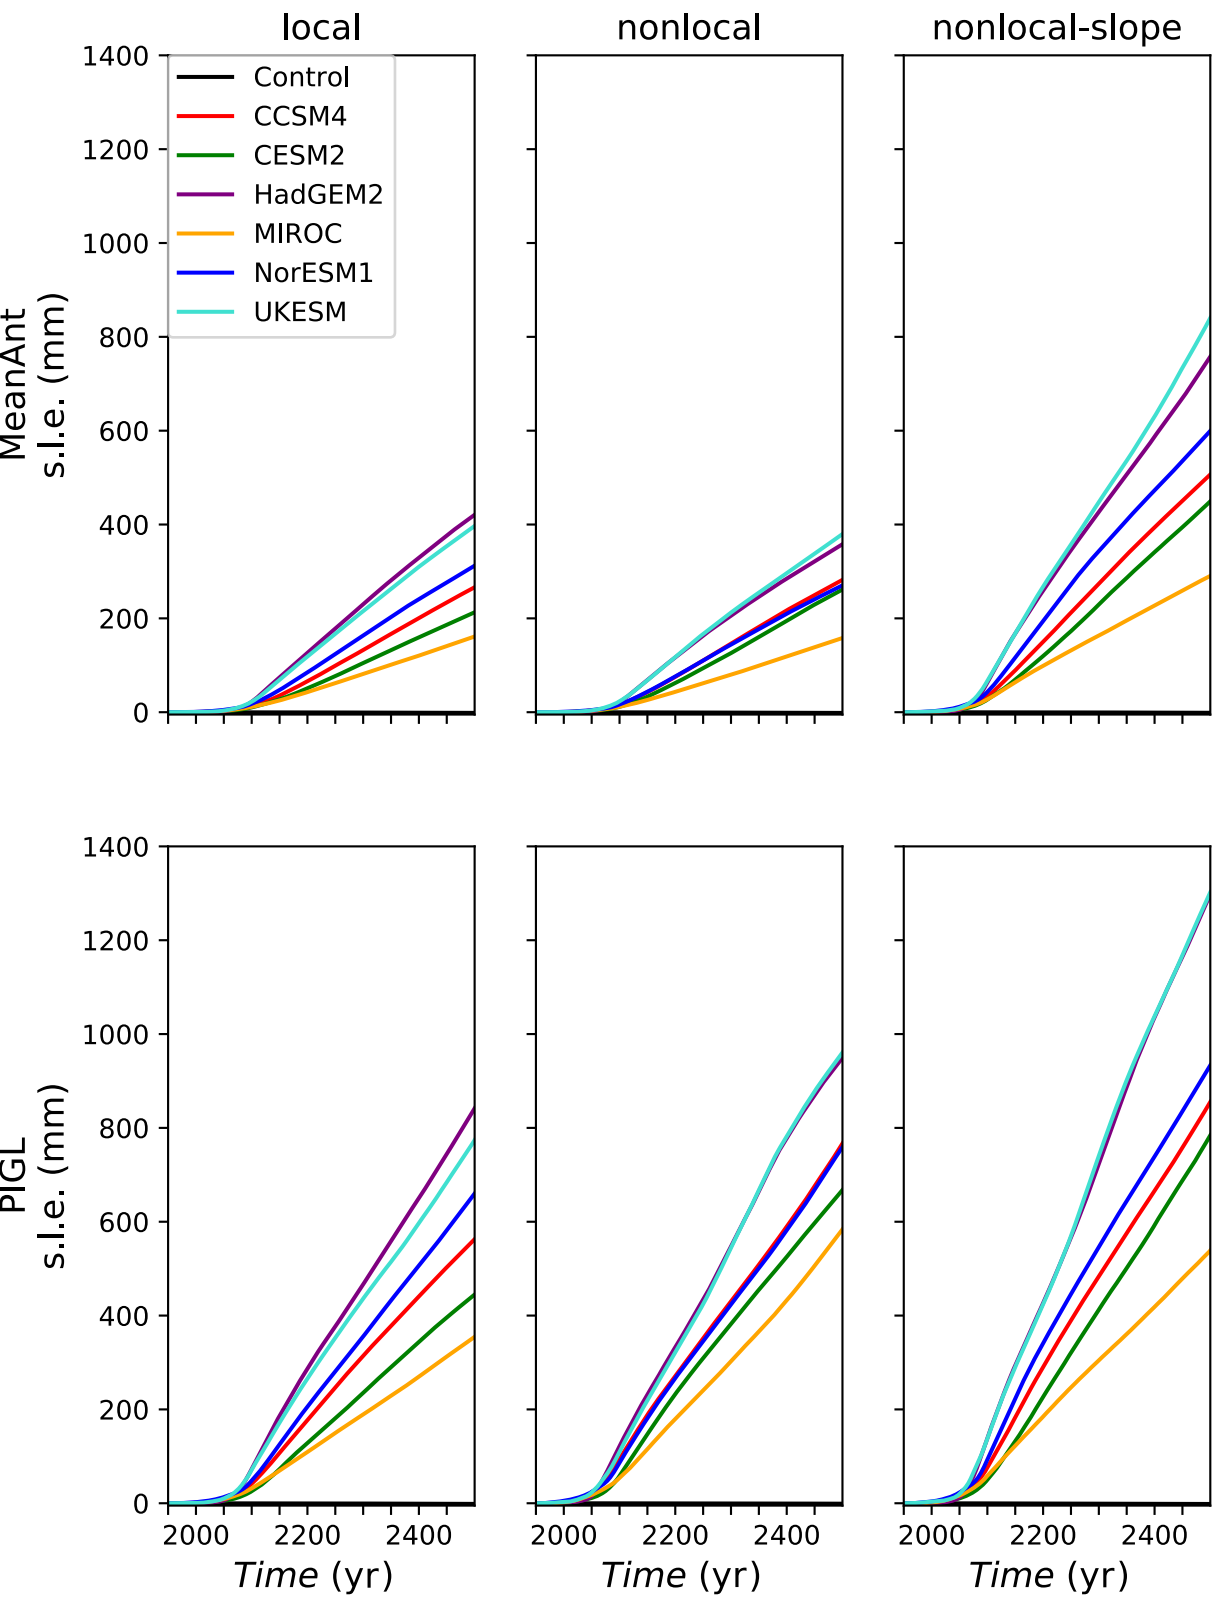 local
nonlocal
nonlocal-slope
1400
1200
1000
800
600
400
200
0
MeanAnt
s.l.e. (mm)
Control
CCSM4
CESM2
HadGEM2
MIROC
NorESM1
UKESM
1400
1200
1000
800
600
400
200
0
PIGL
s.l.e. (mm)
2000 2200 2400
2000 2200 2400
2000 2200 2400
Time (yr)
Time (yr)
Time (yr)